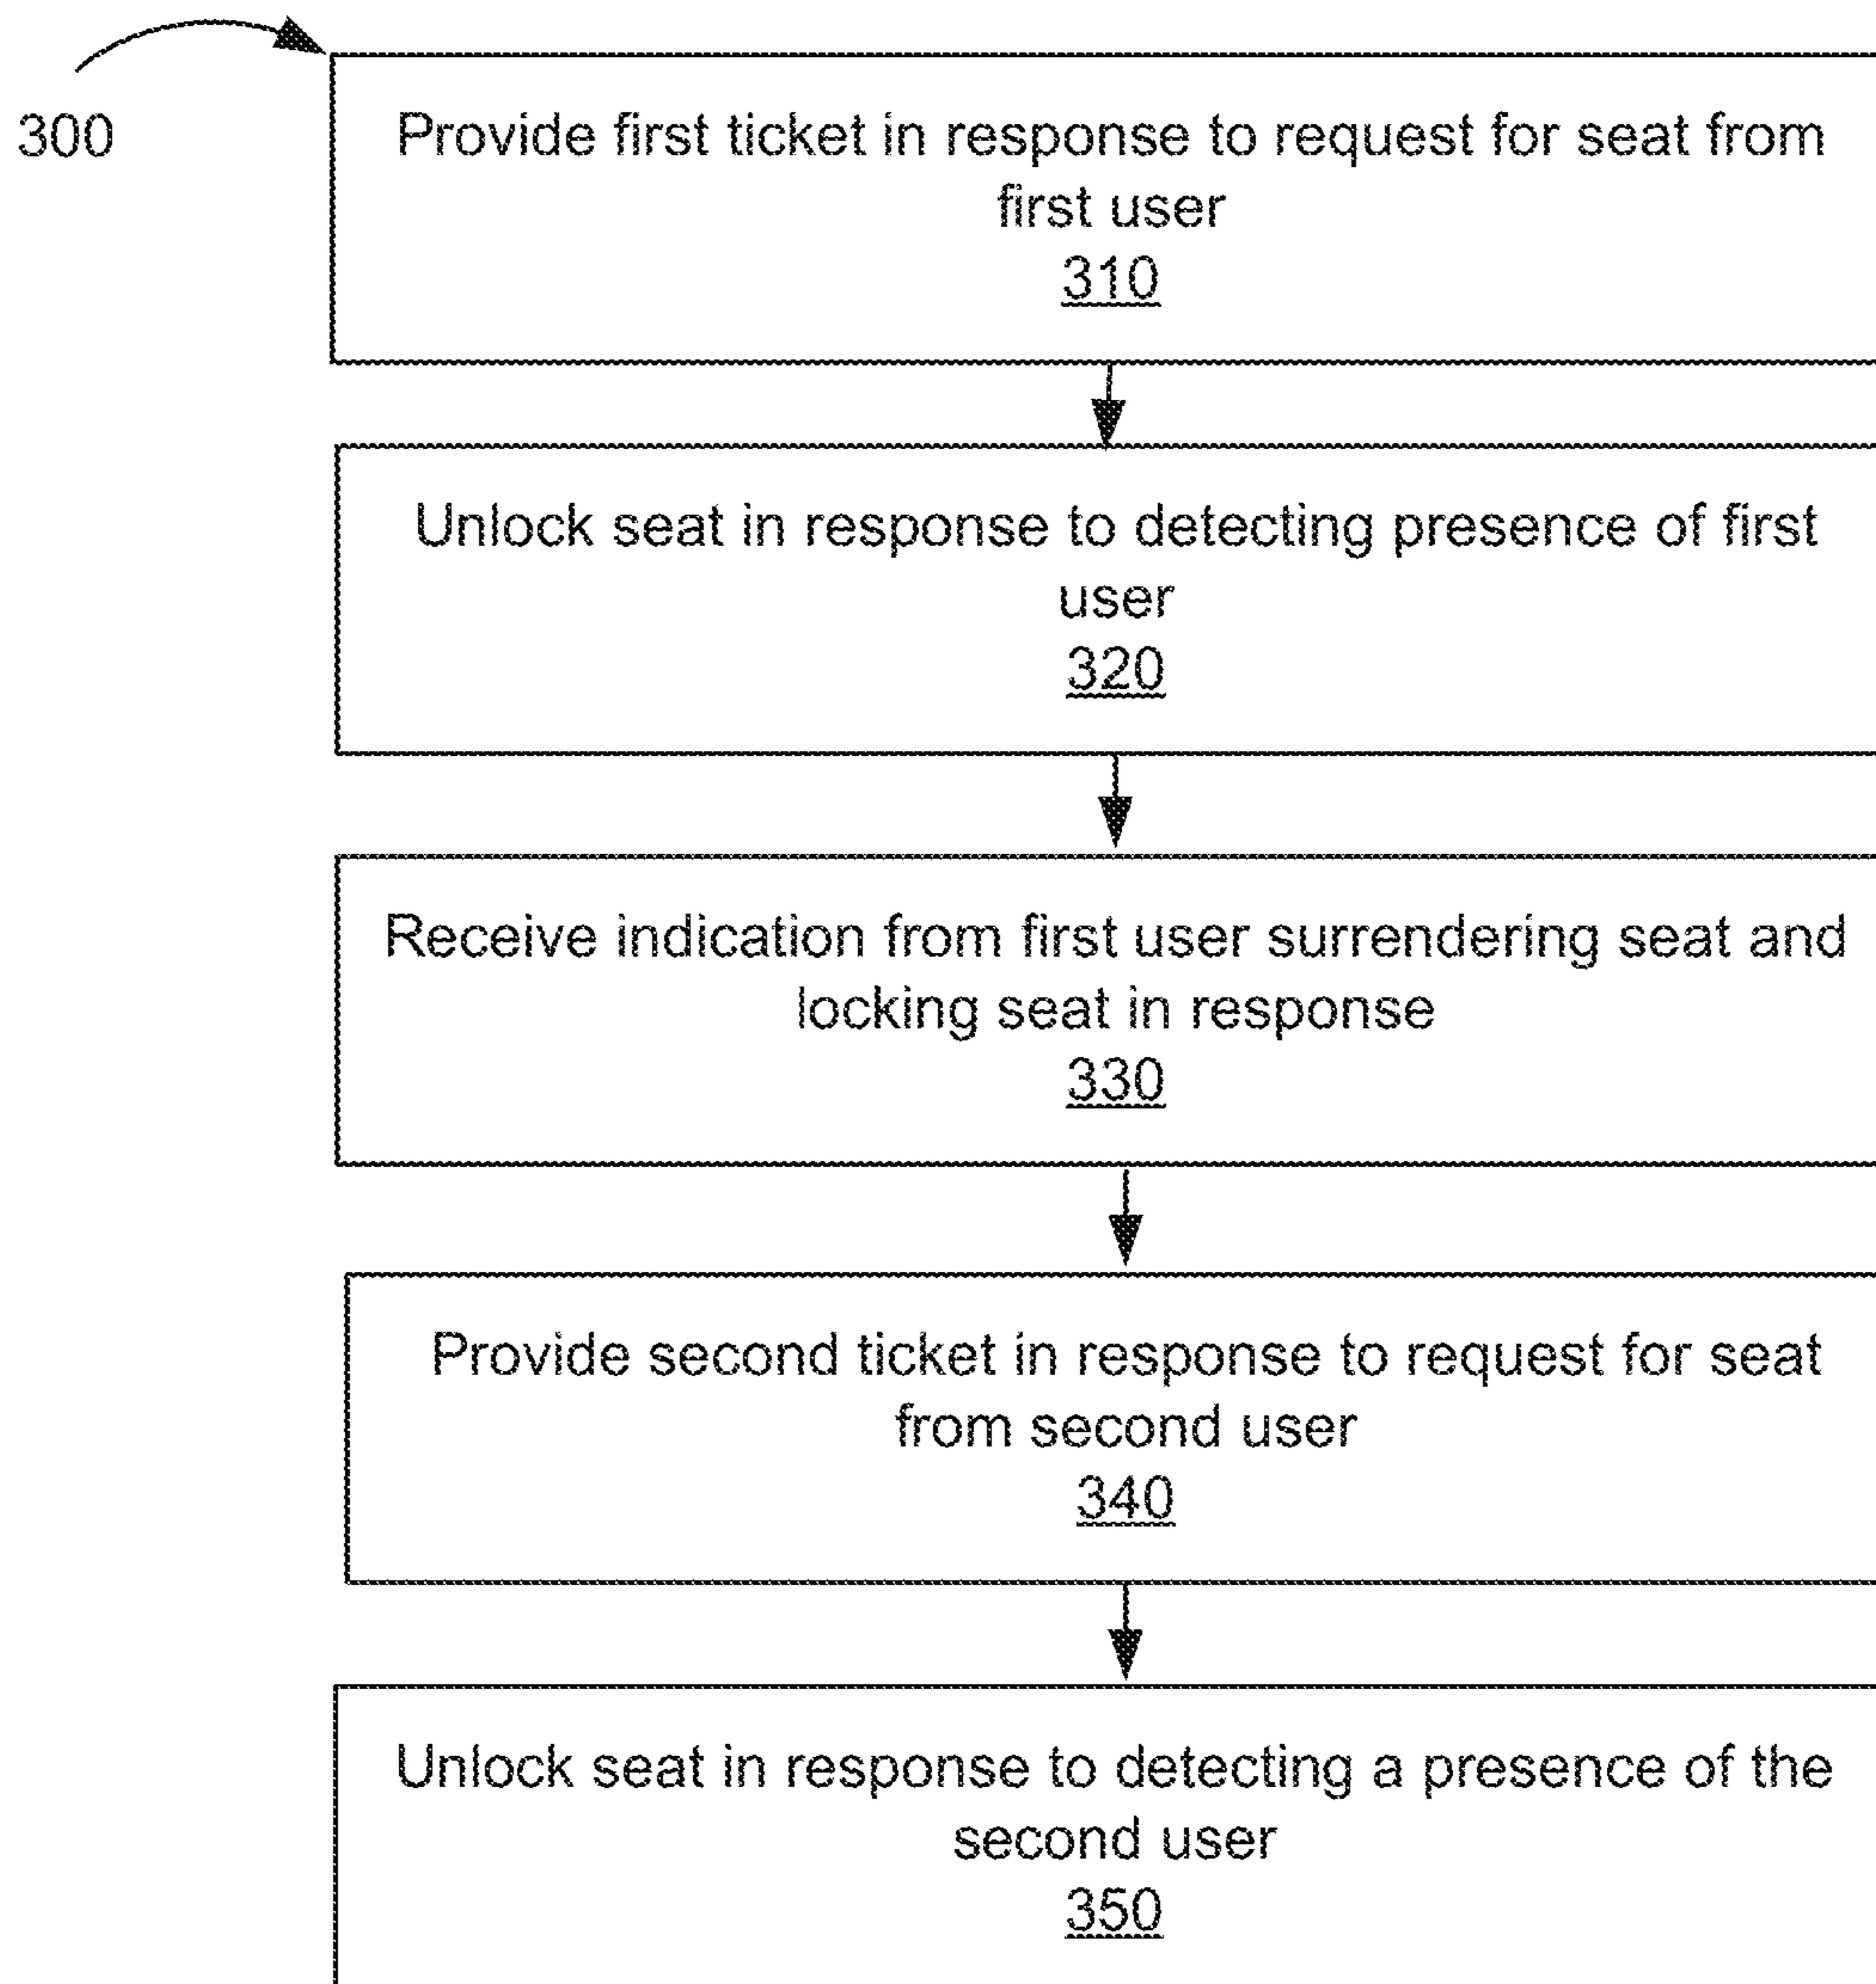 300
Provide first ticket in response to request for seat from
first user
310
Unlock seat in response to detecting presence of first
user
320
Receive indication from first user surrendering seat and
locking seat in response
330
Provide second ticket in response to request for seat
from second user
340
Unlock seat in response to detecting a presence of the
second user
350